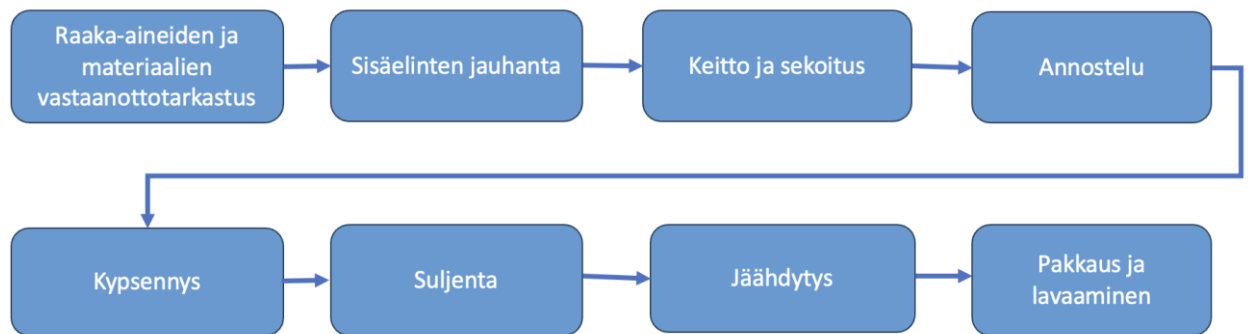 Raaka-aineiden ja
materiaalien
vastaanottotarkastus
Sisäelinten jauhanta
Keitto ja sekoitus
Annostelu
Kypsennys
Suljenta
Jäähdytys
Pakkaus ja
lavaaminen